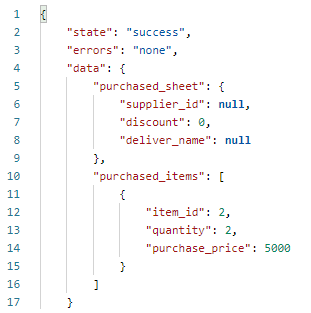 1 {
2 "state": "success",
3 "errors": "none",
4 "data": {
5 "purchased_sheet": {
6 "supplier_id": null,
7 "discount": 0,
8 "deliver_name": null
9 },
10 "purchased_items": [
11 {
12 "item_id": 2,
13 "quantity": 2,
14 "purchase_price": 5000
15 }
16 ]
17 }